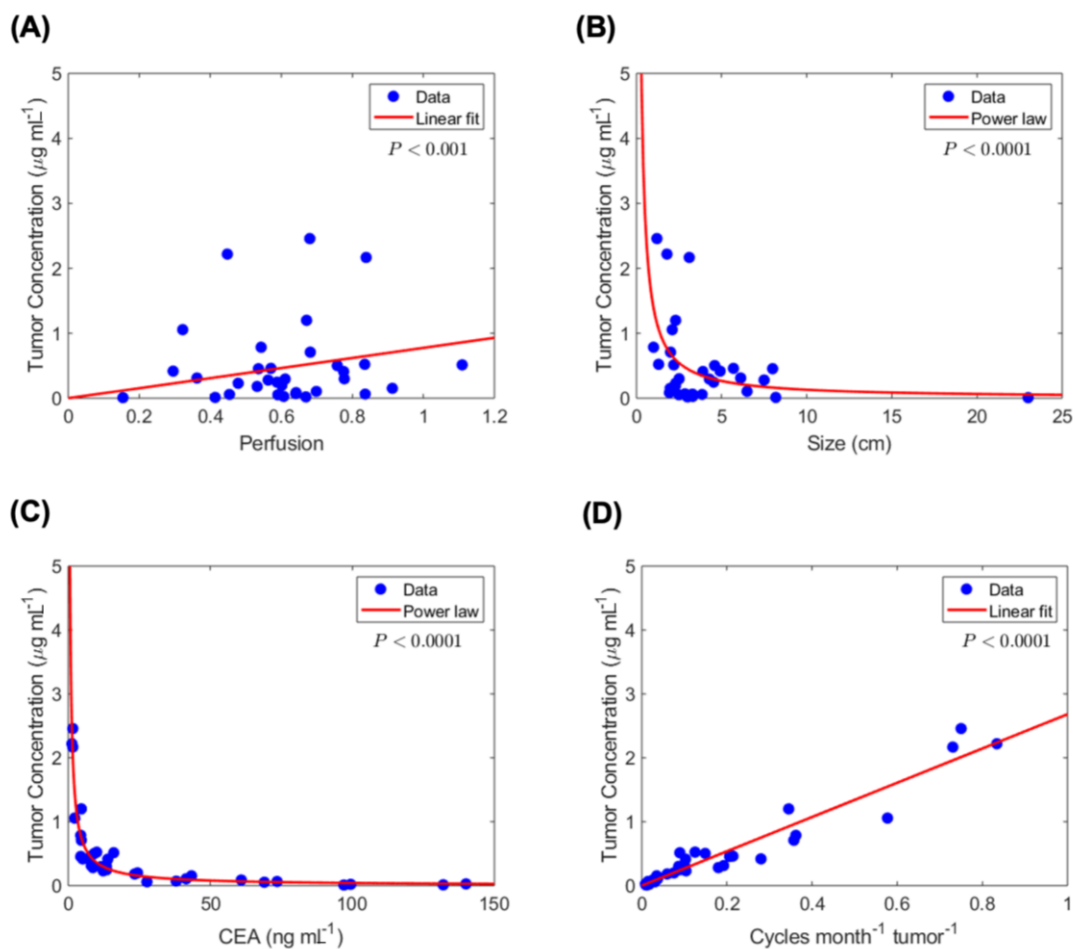 (A)
5
4
3
2
1
0
Tumor Concentration (μg mL⁻¹)
Data
Linear fit
P < 0.001
0 0.2 0.4 0.6 0.8 1 1.2
Perfusion
(B)
5
4
3
2
1
0
Tumor Concentration (μg mL⁻¹)
Data
Power law
P < 0.0001
0 5 10 15 20 25
Size (cm)
(C)
5
4
3
2
1
0
Tumor Concentration (μg mL⁻¹)
Data
Power law
P < 0.0001
0 50 100 150
CEA (ng mL⁻¹)
(D)
5
4
3
2
1
0
Tumor Concentration (μg mL⁻¹)
Data
Linear fit
P < 0.0001
0 0.2 0.4 0.6 0.8 1
Cycles month⁻¹ tumor⁻¹